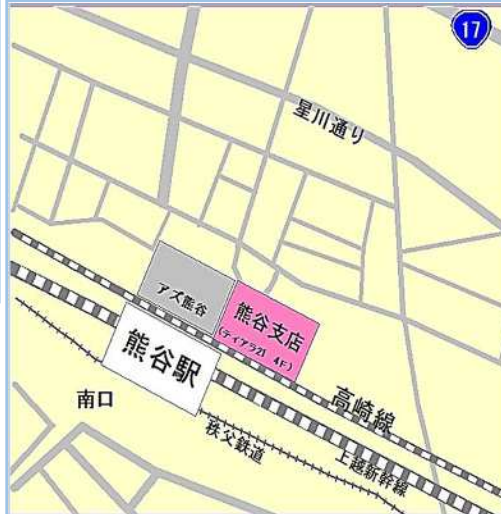 17
星川通り
アズ熊谷
熊谷支店
(ティアラ21 4F)
熊谷駅
南口
高崎線
秩父鉄道
上越新幹線